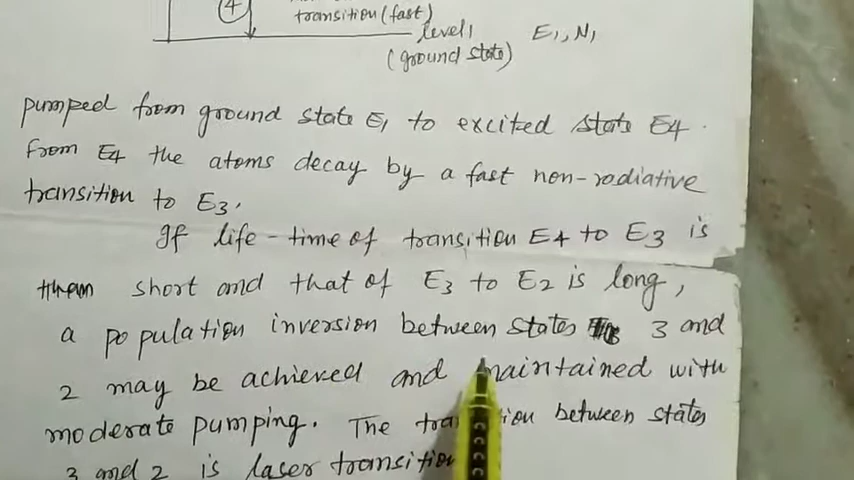 4
transition (fast)
level 1 E1, N1
(ground state)
pumped from ground state E1 to excited state E4.
From E4 the atoms decay by a fast non-radiative
transition to E3.
If life-time of transition E4 to E3 is
short and that of E3 to E2 is long,
a population inversion between states 3 and
2 may be achieved and maintained with
moderate pumping. The between states
3 and 2 is laser transition